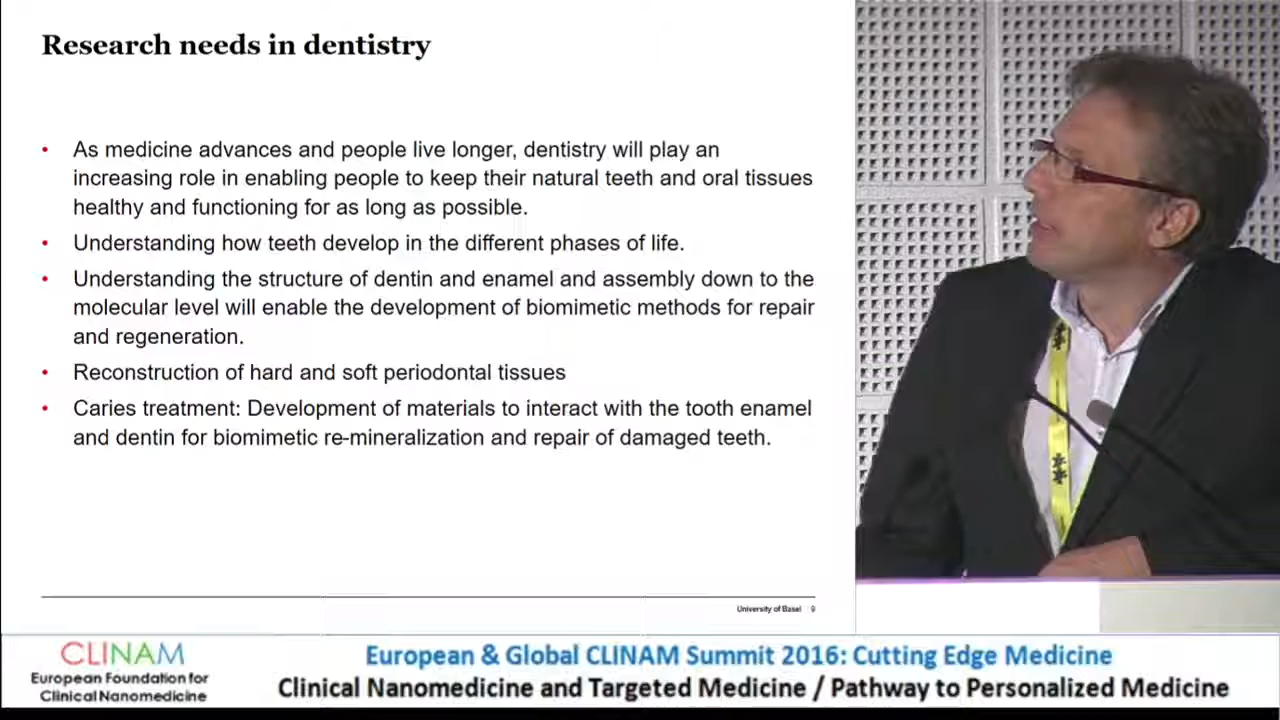 Research needs in dentistry
• As medicine advances and people live longer, dentistry will play an
increasing role in enabling people to keep their natural teeth and oral tissues
healthy and functioning for as long as possible.
• Understanding how teeth develop in the different phases of life.
• Understanding the structure of dentin and enamel and assembly down to the
molecular level will enable the development of biomimetic methods for repair
and regeneration.
• Reconstruction of hard and soft periodontal tissues
• Caries treatment: Development of materials to interact with the tooth enamel
and dentin for biomimetic re-mineralization and repair of damaged teeth.
University of Basel 9
CLINAM
European Foundation for
Clinical Nanomedicine
European & Global CLINAM Summit 2016: Cutting Edge Medicine
Clinical Nanomedicine and Targeted Medicine / Pathway to Personalized Medicine